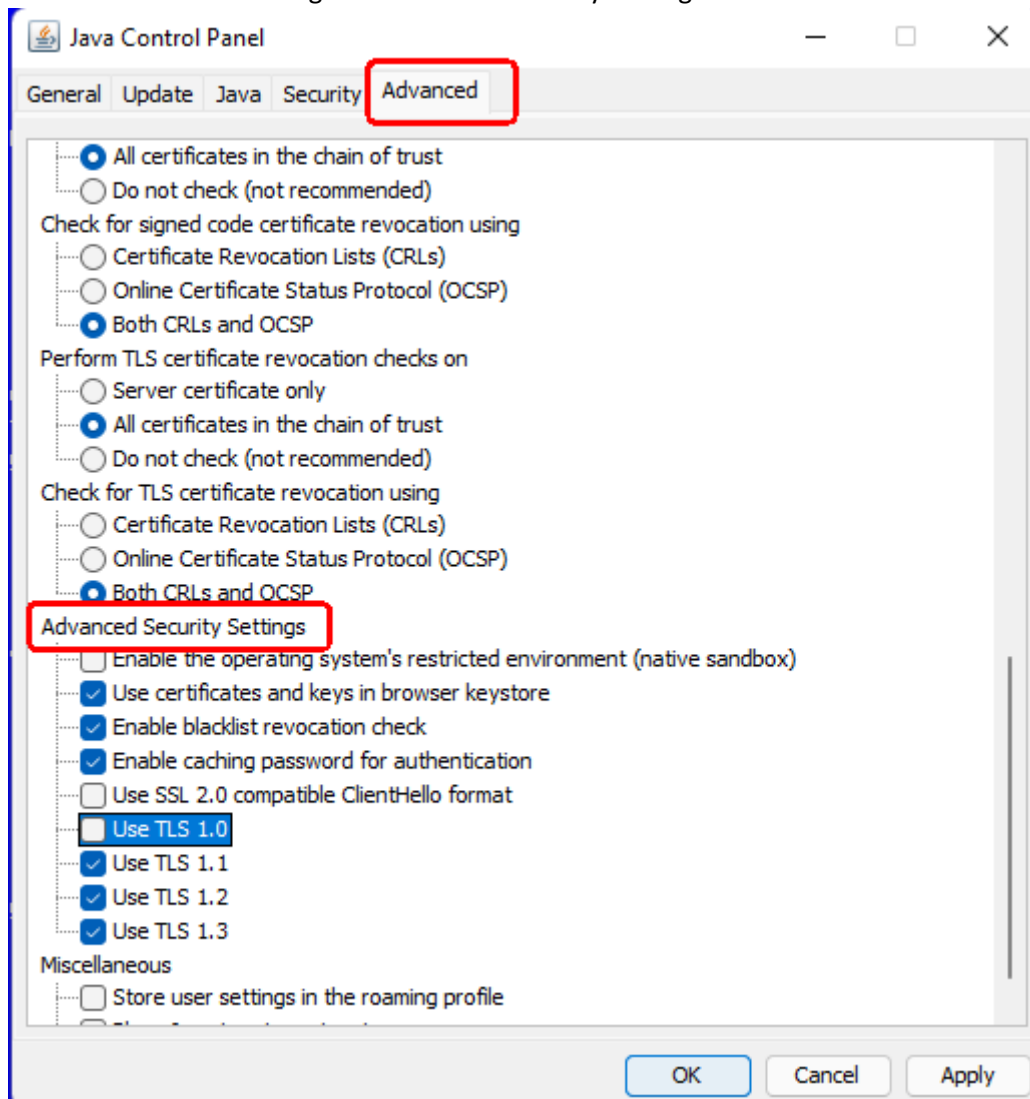 Java Control Panel
General Update Java Security Advanced
All certificates in the chain of trust
Do not check (not recommended)
Check for signed code certificate revocation using
Certificate Revocation Lists (CRLs)
Online Certificate Status Protocol (OCSP)
Both CRLs and OCSP
Perform TLS certificate revocation checks on
Server certificate only
All certificates in the chain of trust
Do not check (not recommended)
Check for TLS certificate revocation using
Certificate Revocation Lists (CRLs)
Online Certificate Status Protocol (OCSP)
Both CRLs and OCSP
Advanced Security Settings
Enable the operating system's restricted environment (native sandbox)
Use certificates and keys in browser keystore
Enable blacklist revocation check
Enable caching password for authentication
Use SSL 2.0 compatible ClientHello format
Use TLS 1.0
Use TLS 1.1
Use TLS 1.2
Use TLS 1.3
Miscellaneous
Store user settings in the roaming profile
OK Cancel Apply